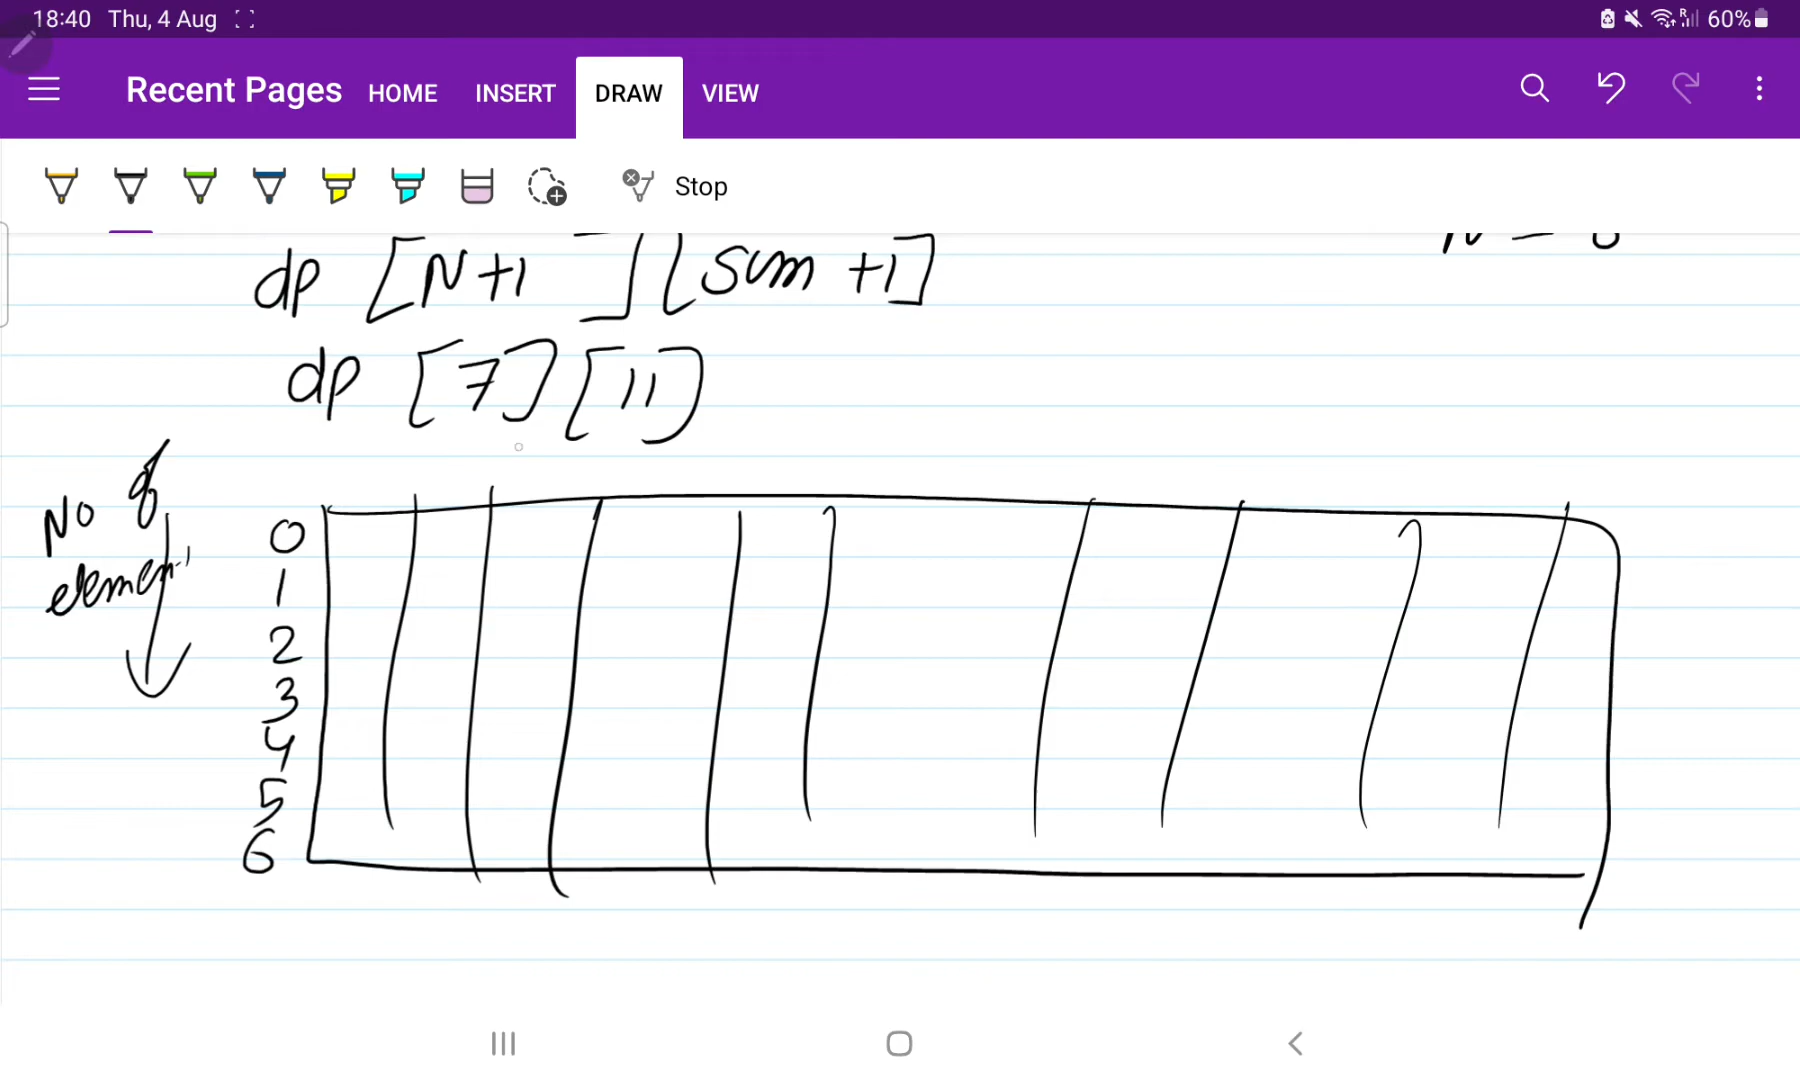 18:40 Thu, 4 Aug R 60%
Recent Pages HOME INSERT DRAW VIEW
Stop
dp [N+1][sum +1]
dp [7][11]
No of
element
0
1
2
3
4
5
6